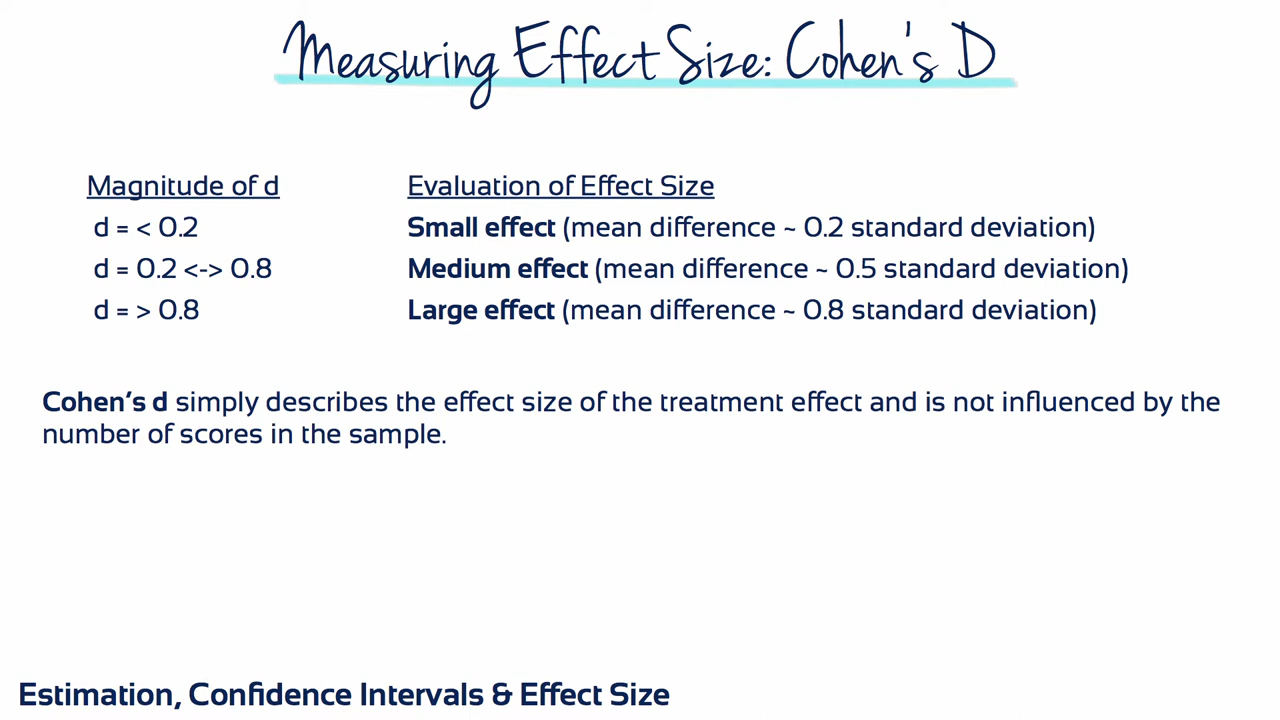 Measuring Effect Size: Cohen's D
Magnitude of d
Evaluation of Effect Size
d = < 0.2
Small effect (mean difference ~ 0.2 standard deviation)
d = 0.2 <-> 0.8
Medium effect (mean difference ~ 0.5 standard deviation)
d = > 0.8
Large effect (mean difference ~ 0.8 standard deviation)
Cohen's d simply describes the effect size of the treatment effect and is not influenced by the
number of scores in the sample.
Estimation, Confidence Intervals & Effect Size